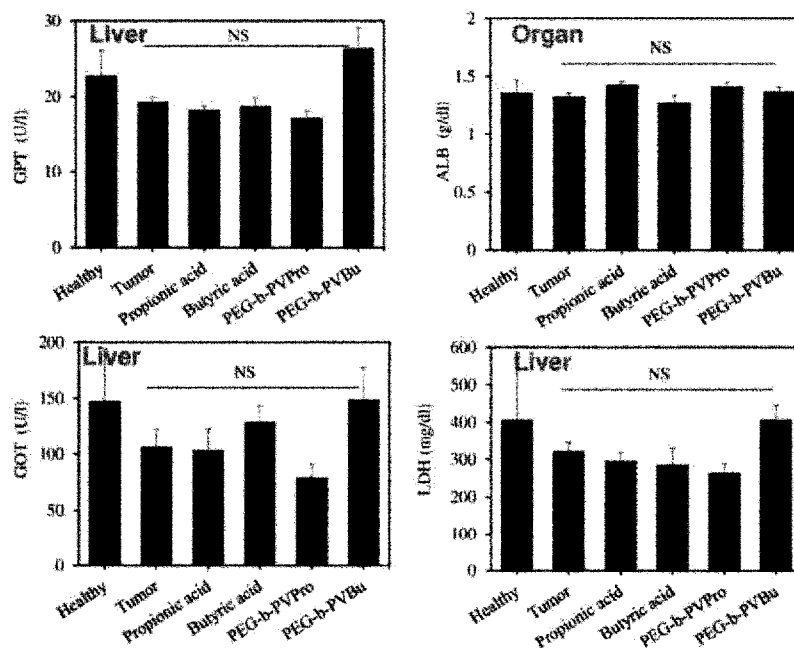 Liver
NS
30
20
10
0
GPT (U/l)
Healthy
Tumor
Propionic acid
Butyric acid
PEG-b-PVPro
PEG-b-PVBu
Organ
NS
2
1.5
1
0.5
0
ALB (g/dl)
Healthy
Tumor
Propionic acid
Butyric acid
PEG-b-PVPro
PEG-b-PVBu
Liver
NS
200
150
100
50
0
GOT (U/l)
Healthy
Tumor
Propionic acid
Butyric acid
PEG-b-PVPro
PEG-b-PVBu
Liver
NS
600
500
400
300
200
100
0
LDH (mg/dl)
Healthy
Tumor
Propionic acid
Butyric acid
PEG-b-PVPro
PEG-b-PVBu